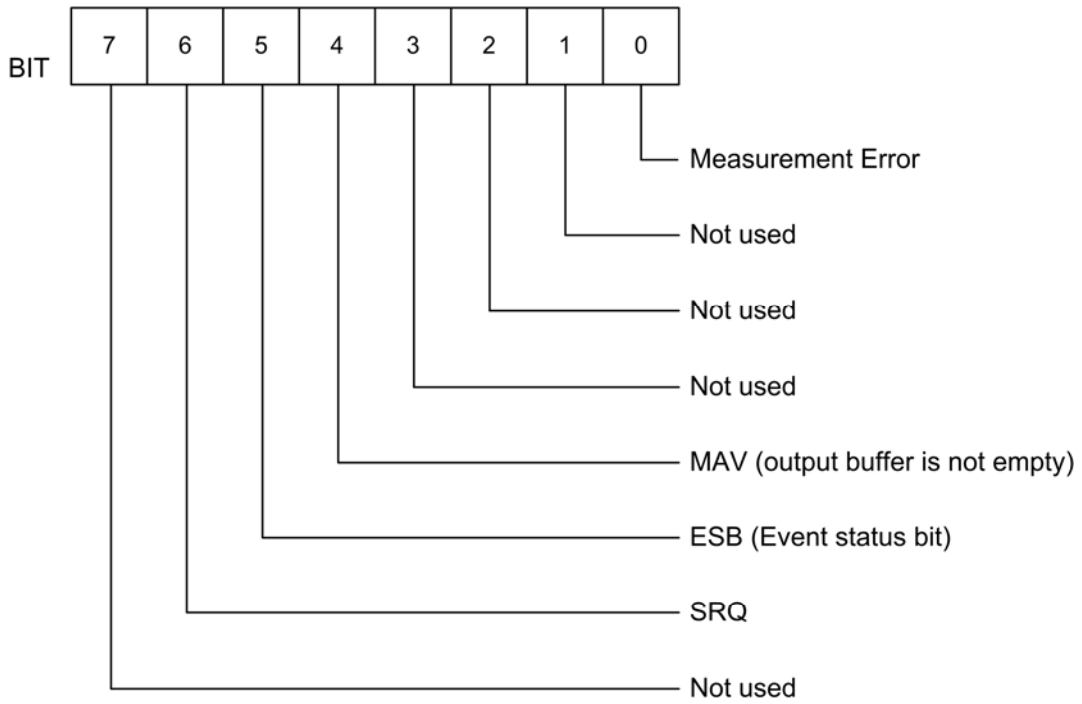 BIT 7 6 5 4 3 2 1 0
Measurement Error
Not used
Not used
Not used
MAV (output buffer is not empty)
ESB (Event status bit)
SRQ
Not used